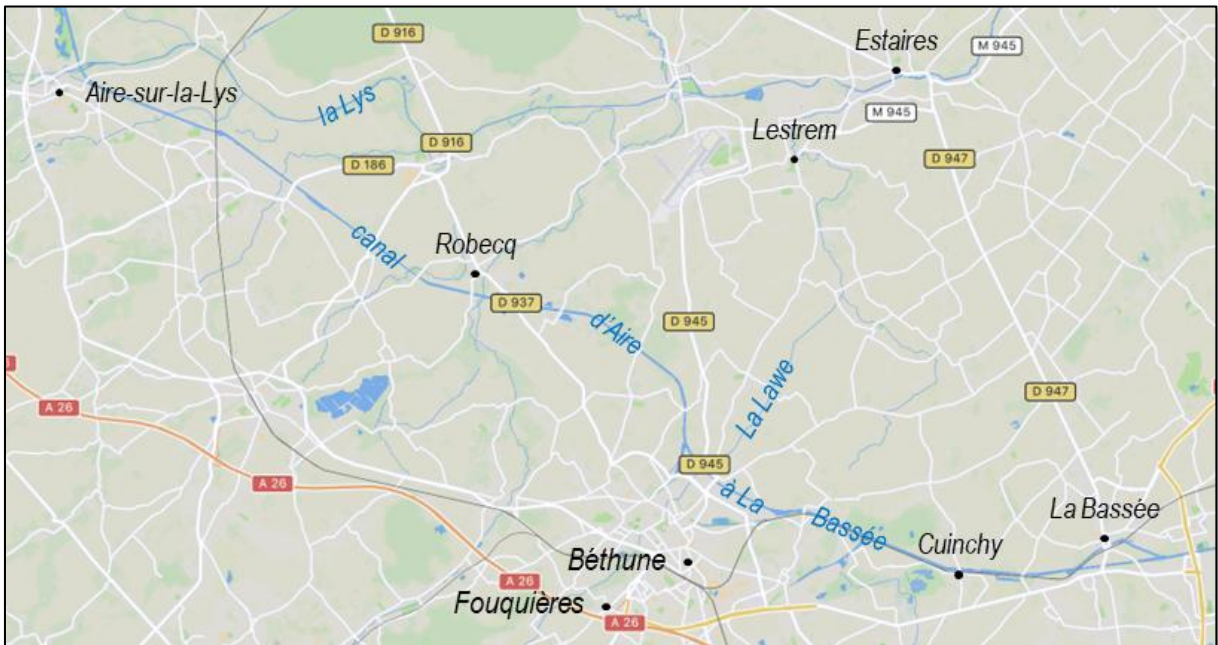 D 916
Estaires
M 945
Aire-sur-la-Lys
la Lys
M 945
Lestrem
D 916
D 186
D 947
canal
Robecq
D 937
d'Aire
D 945
La Lawe
D 947
A 26
A 26
D 945
à La
Bassée
La Bassée
Cuinchy
Béthune
A 26
Fouquières
A 26